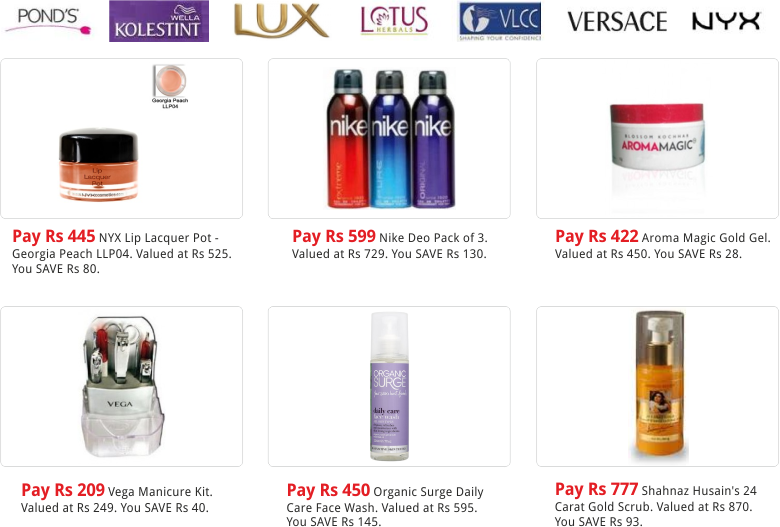 POND'S
WELLA
KOLESTINT
LUX
LOTUS
HERBALS
VLCC
SHAPING YOUR CONFIDENCE
VERSACE
NYX
Georgia Peach
LLP04
Lip
Lacquer
Pot
nike nike nike
EXTREME PURE ORIGINAL
BLOSSOM KOCHHAR
AROMAMAGIC
Pay Rs 445 NYX Lip Lacquer Pot -
Georgia Peach LLP04. Valued at Rs 525.
You SAVE Rs 80.
Pay Rs 599 Nike Deo Pack of 3.
Valued at Rs 729. You SAVE Rs 130.
Pay Rs 422 Aroma Magic Gold Gel.
Valued at Rs 450. You SAVE Rs 28.
VEGA
ORGANIC
SURGE
daily care
face wash
Pay Rs 209 Vega Manicure Kit.
Valued at Rs 249. You SAVE Rs 40.
Pay Rs 450 Organic Surge Daily
Care Face Wash. Valued at Rs 595.
You SAVE Rs 145.
Pay Rs 777 Shahnaz Husain's 24
Carat Gold Scrub. Valued at Rs 870.
You SAVE Rs 93.